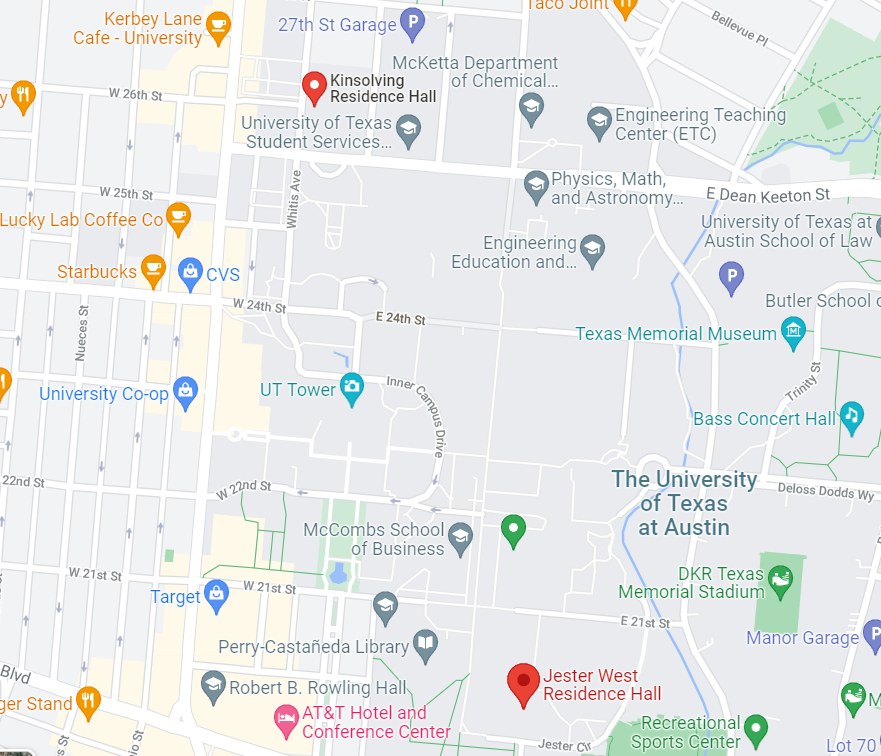 Taco Joint
Kerbey Lane
Cafe - University
27th St Garage
P
Bellevue Pl
McKetta Department
of Chemical...
Kinsolving
Residence Hall
W 26th St
y
University of Texas
Student Services...
Engineering Teaching
Center (ETC)
W 25th St
Whitis Ave
Physics, Math,
and Astronomy...
E Dean Keeton St
Lucky Lab Coffee Co
University of Texas at
Austin School of Law
Engineering
Education and...
Starbucks
CVS
P
Butler School o
W 24th St
E 24th St
Nueces St
Texas Memorial Museum
UT Tower
Inner Campus Drive
Trinity St
University Co-op
Bass Concert Hall
22nd St
W 22nd St
The University
of Texas
at Austin
Deloss Dodds Wy
McCombs School
of Business
W 21st St
W 21st St
Target
DKR Texas
Memorial Stadium
E 21st St
Manor Garage
P
Perry-Castañeda Library
Blvd
Robert B. Rowling Hall
Jester West
Residence Hall
ger Stand
AT&T Hotel and
Conference Center
M
Recreational
Sports Center
Jester Cir
Lot 70